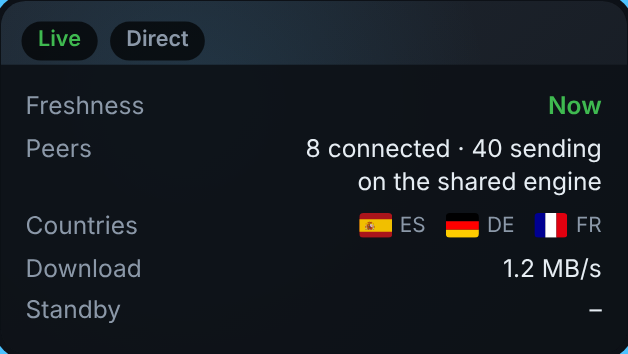 Live Direct
Freshness Now
Peers 8 connected · 40 sending
on the shared engine
Countries ES DE FR
Download 1.2 MB/s
Standby –